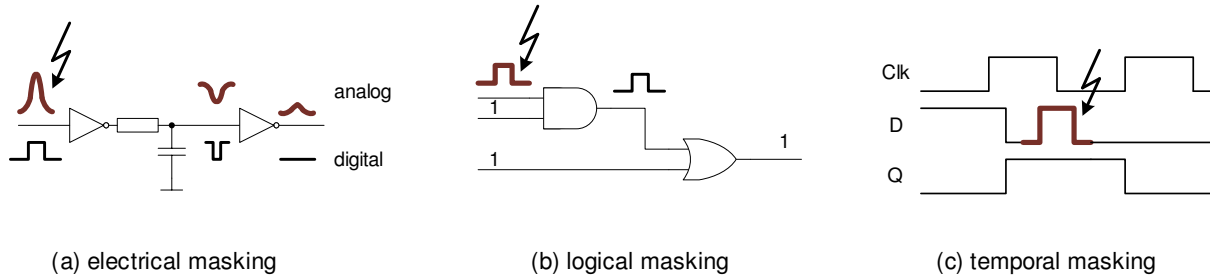 analog
digital
(a) electrical masking
1
1
1
(b) logical masking
Clk
D
Q
(c) temporal masking